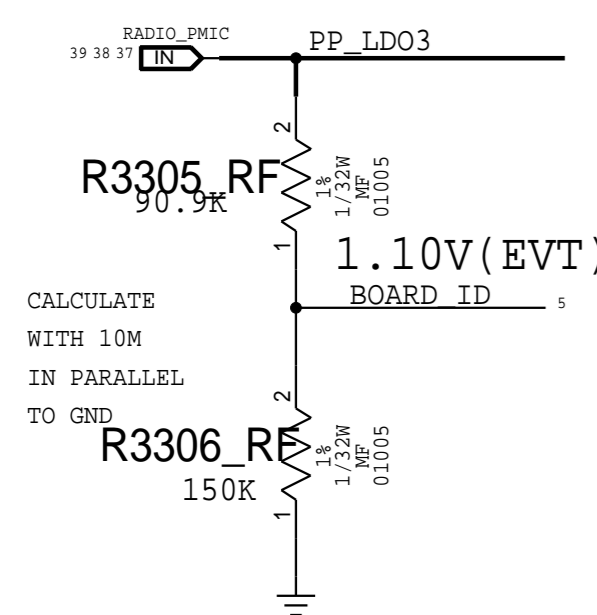 RADIO_PMIC
39 38 37 IN
PP_LDO3
2
R3305_RF
90.9K
1%
1/32W
MF
01005
1
1.10V(EVT)
BOARD_ID 5
CALCULATE
WITH 10M
IN PARALLEL
TO GND
2
R3306_RF
150K
1%
1/32W
MF
01005
1